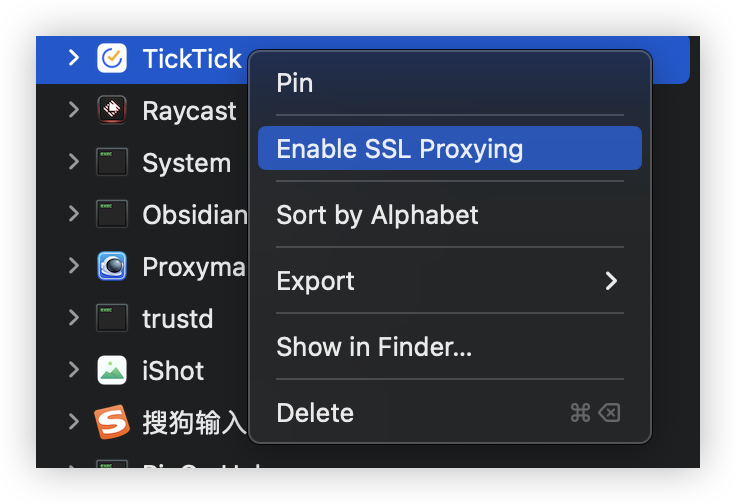 TickTick
Pin
Raycast
Enable SSL Proxying
System
Obsidian
Sort by Alphabet
Proxyma
Export
trustd
Show in Finder...
iShot
Delete ⌘⌫
搜狗输入